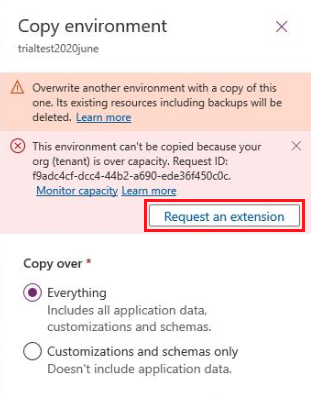 Copy environment
trialtest2020june
Overwrite another environment with a copy of this
one. Its existing resources including backups will be
deleted. Learn more
This environment can't be copied because your
org (tenant) is over capacity. Request ID:
f9adc4cf-dcc4-44b2-a690-ede36f450c0c.
Monitor capacity Learn more
Request an extension
Copy over *
Everything
Includes all application data,
customizations and schemas.
Customizations and schemas only
Doesn't include application data.